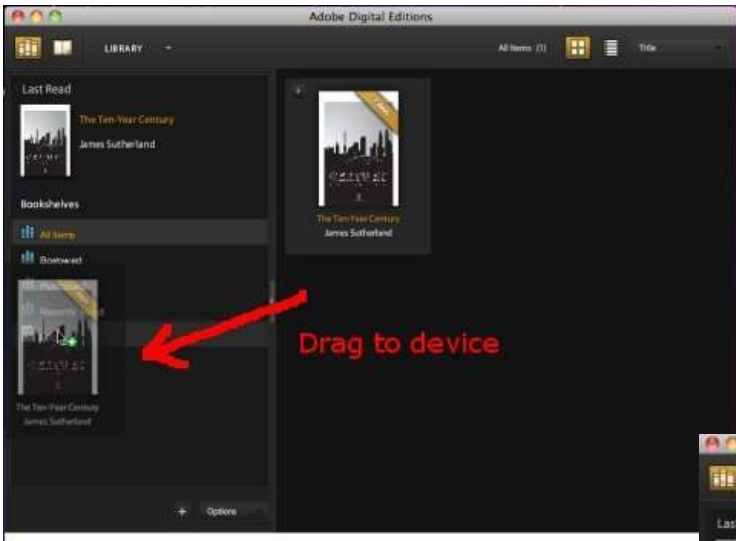 Adobe Digital Editions
LIBRARY
All Items (1)
Title
Last Read
The Ten-Year Century
James Sutherland
Bookshelves
All Items
Borrowed
The Ten-Year Century
James Sutherland
The Ten-Year Century
James Sutherland
Drag to device
+ Options
Las